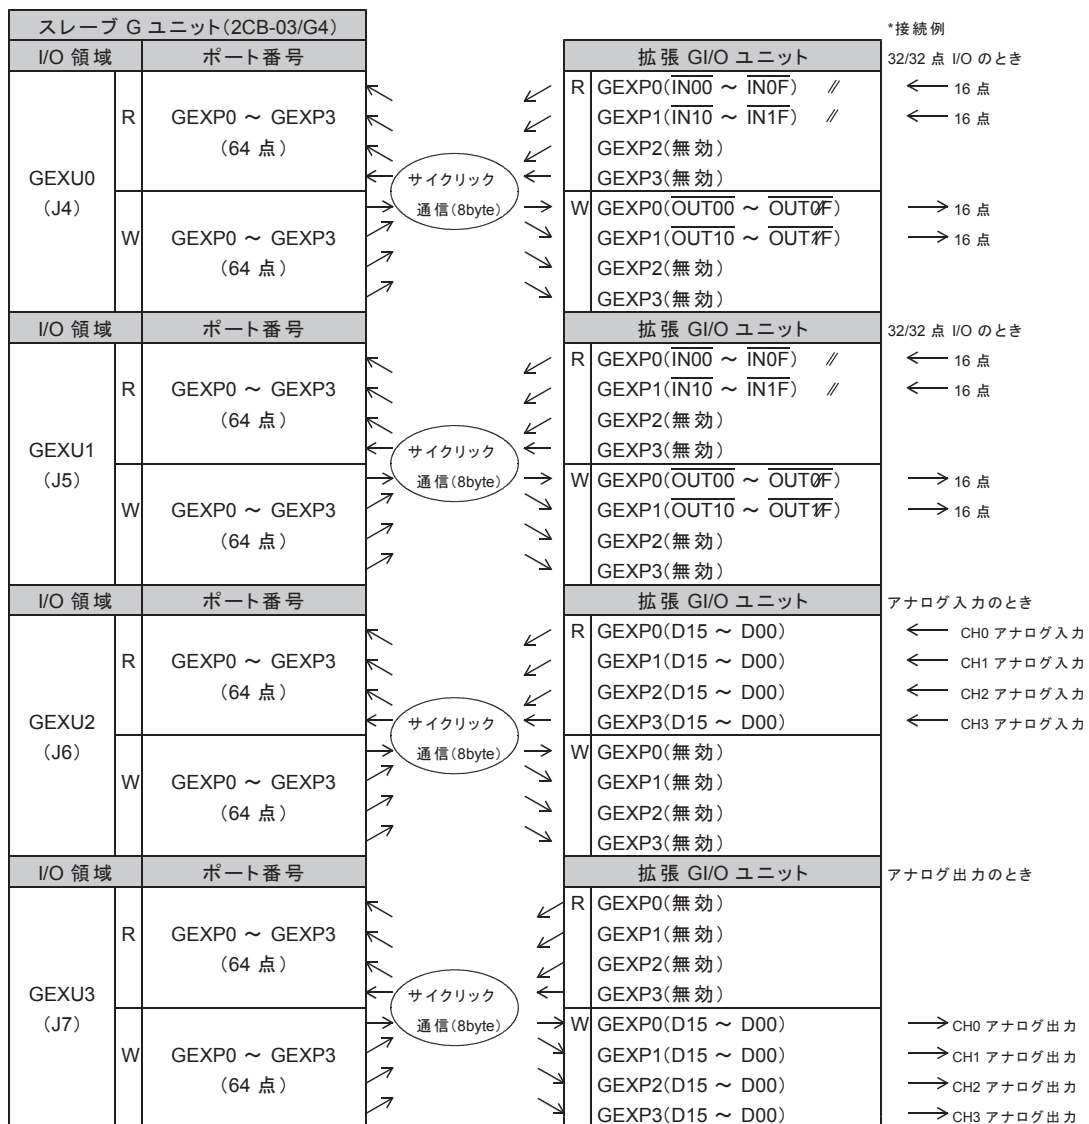 スレーブ G ユニット(2CB-03/G4)
*接続例
I/O 領域 ポート番号 拡張 GI/O ユニット 32/32 点 I/O のとき
R GEXP0(IN00 ~ IN0F) 〃 ← 16 点
R GEXP0 ~ GEXP3 GEXP1(IN10 ~ IN1F) 〃 ← 16 点
(64 点) GEXP2(無効)
GEXU0 サイクリック GEXP3(無効)
(J4) 通信(8byte) W GEXP0(OUT00 ~ OUT0F) 〃 → 16 点
W GEXP0 ~ GEXP3 GEXP1(OUT10 ~ OUT1F) 〃 → 16 点
(64 点) GEXP2(無効)
GEXP3(無効)
I/O 領域 ポート番号 拡張 GI/O ユニット 32/32 点 I/O のとき
R GEXP0(IN00 ~ IN0F) 〃 ← 16 点
R GEXP0 ~ GEXP3 GEXP1(IN10 ~ IN1F) 〃 ← 16 点
(64 点) GEXP2(無効)
GEXU1 サイクリック GEXP3(無効)
(J5) 通信(8byte) W GEXP0(OUT00 ~ OUT0F) 〃 → 16 点
W GEXP0 ~ GEXP3 GEXP1(OUT10 ~ OUT1F) 〃 → 16 点
(64 点) GEXP2(無効)
GEXP3(無効)
I/O 領域 ポート番号 拡張 GI/O ユニット アナログ入力のとき
R GEXP0(D15 ~ D00) ← CH0 アナログ入力
R GEXP0 ~ GEXP3 GEXP1(D15 ~ D00) ← CH1 アナログ入力
(64 点) GEXP2(D15 ~ D00) ← CH2 アナログ入力
GEXU2 サイクリック GEXP3(D15 ~ D00) ← CH3 アナログ入力
(J6) 通信(8byte) W GEXP0(無効)
W GEXP0 ~ GEXP3 GEXP1(無効)
(64 点) GEXP2(無効)
GEXP3(無効)
I/O 領域 ポート番号 拡張 GI/O ユニット アナログ出力のとき
R GEXP0(無効)
R GEXP0 ~ GEXP3 GEXP1(無効)
(64 点) GEXP2(無効)
GEXU3 サイクリック GEXP3(無効)
(J7) 通信(8byte) W GEXP0(D15 ~ D00) → CH0 アナログ出力
W GEXP0 ~ GEXP3 GEXP1(D15 ~ D00) → CH1 アナログ出力
(64 点) GEXP2(D15 ~ D00) → CH2 アナログ出力
GEXP3(D15 ~ D00) → CH3 アナログ出力